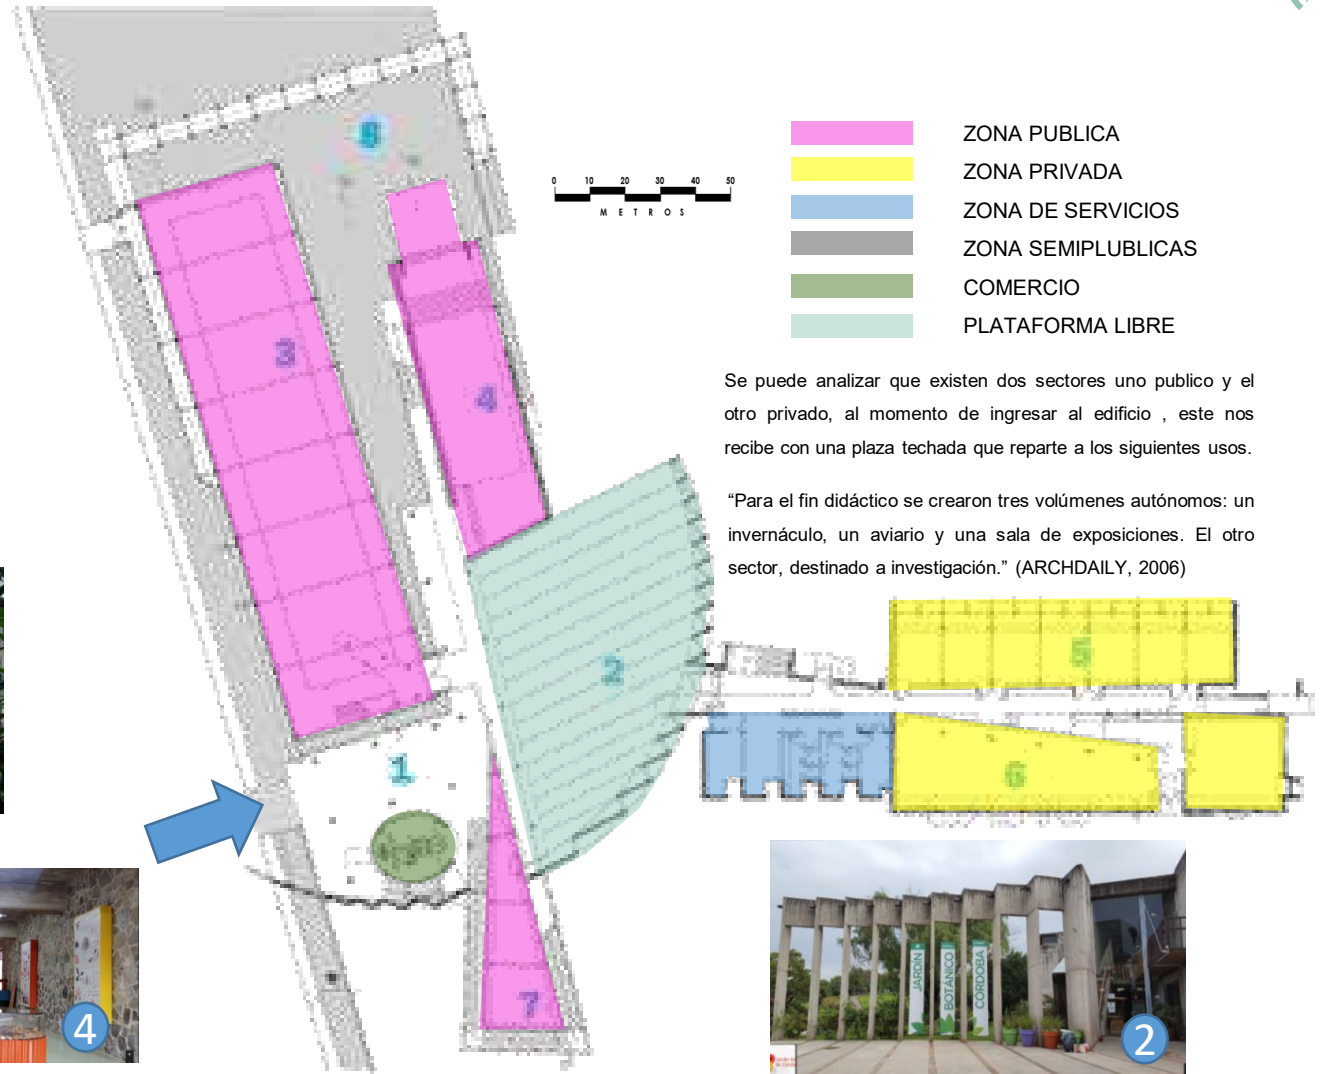 8
0 10 20 30 40 50
METROS
ZONA PUBLICA
ZONA PRIVADA
ZONA DE SERVICIOS
ZONA SEMIPLUBLICAS
COMERCIO
PLATAFORMA LIBRE
3
4
Se puede analizar que existen dos sectores uno publico y el
otro privado, al momento de ingresar al edificio , este nos
recibe con una plaza techada que reparte a los siguientes usos.
“Para el fin didáctico se crearon tres volúmenes autónomos: un
invernáculo, un aviario y una sala de exposiciones. El otro
sector, destinado a investigación.” (ARCHDAILY, 2006)
2
5
1
6
7
4
JARDÍN
BOTÁNICO
CÓRDOBA
2